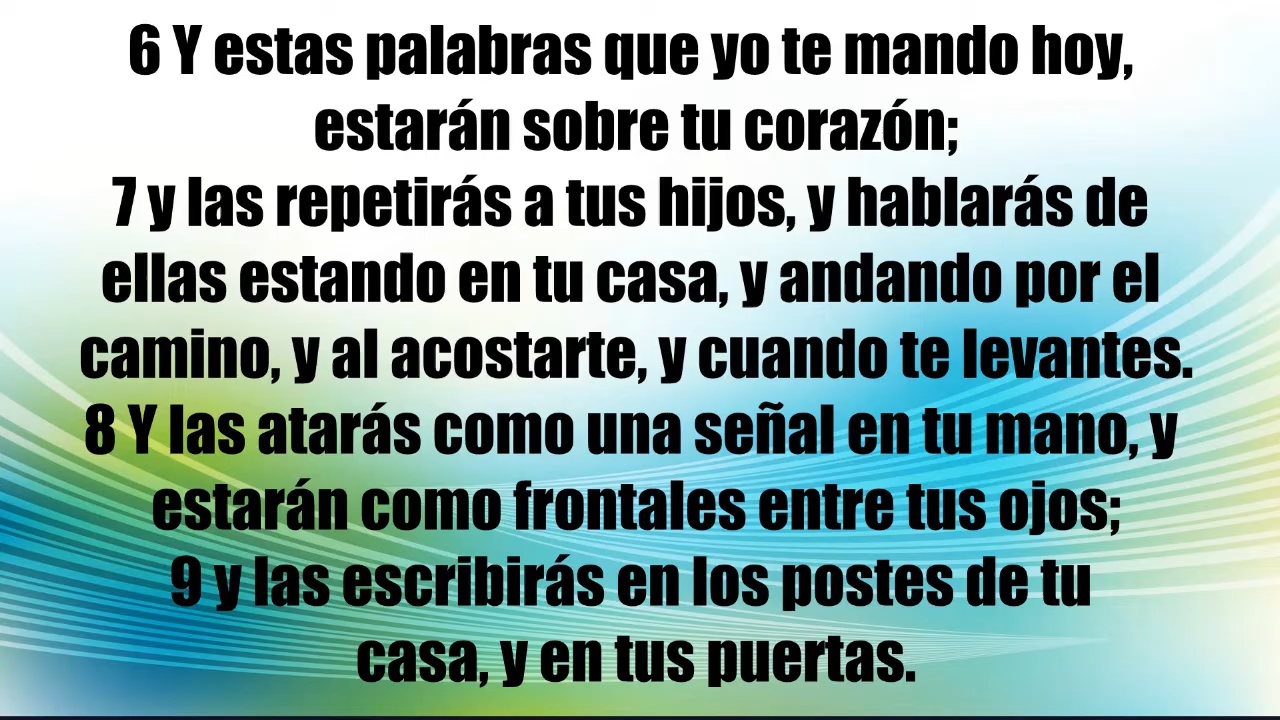 6 Y estas palabras que yo te mando hoy,
estarán sobre tu corazón;
7 y las repetirás a tus hijos, y hablarás de
ellas estando en tu casa, y andando por el
camino, y al acostarte, y cuando te levantes.
8 Y las atarás como una señal en tu mano, y
estarán como frontales entre tus ojos;
9 y las escribirás en los postes de tu
casa, y en tus puertas.